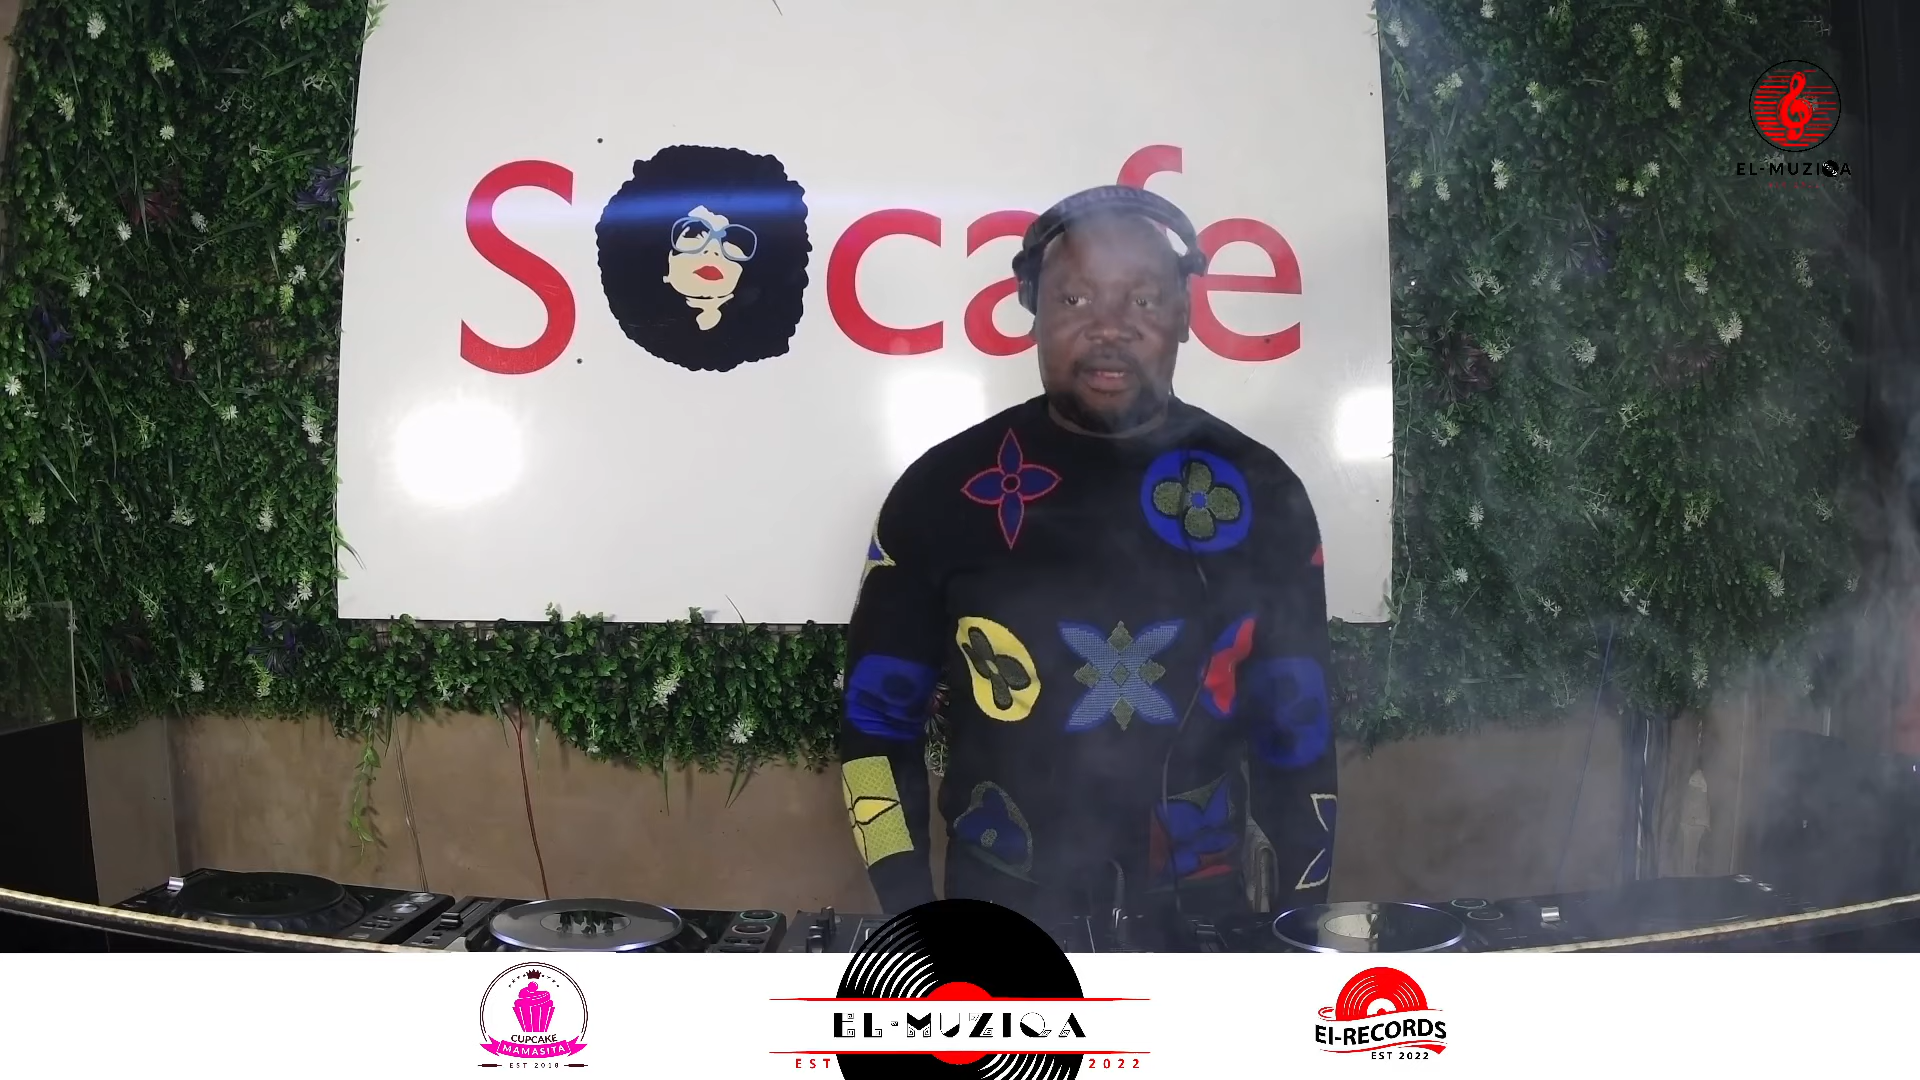 Socafe
EL-MUZIQA
CUPCAKE
MAMASITA
EST 2018
EL-MUZIQA
EST 2022
El-RECORDS
EST 2022